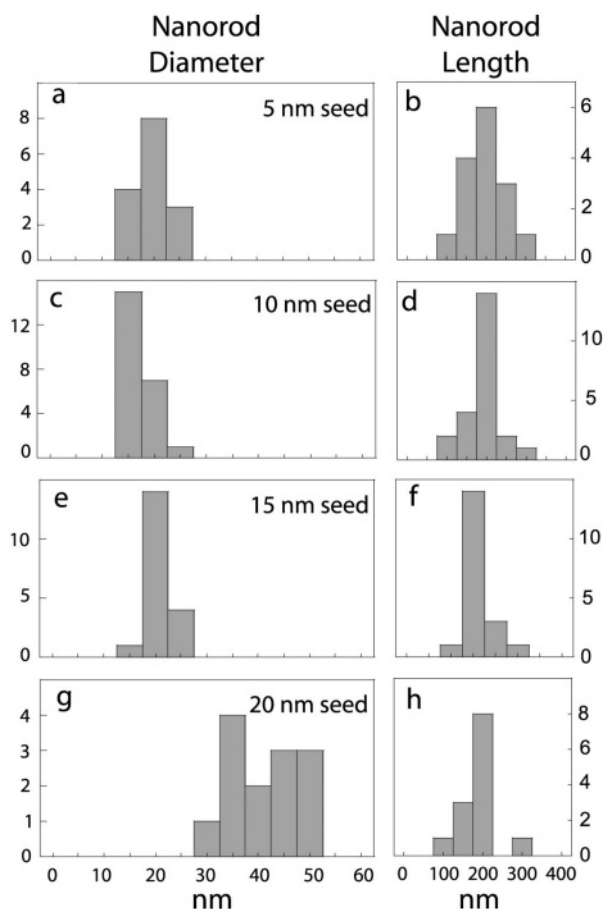 Nanorod Nanorod
Diameter Length
a 5 nm seed b
8 6
6 4
4 2
2 0
0
c 10 nm seed d
12 10
8 5
4 0
0
e 15 nm seed f
10 10
5 5
0 0
g 20 nm seed h
4 8
3 6
2 4
1 2
0 0
0 10 20 30 40 50 60 0 100 200 300 400
nm nm